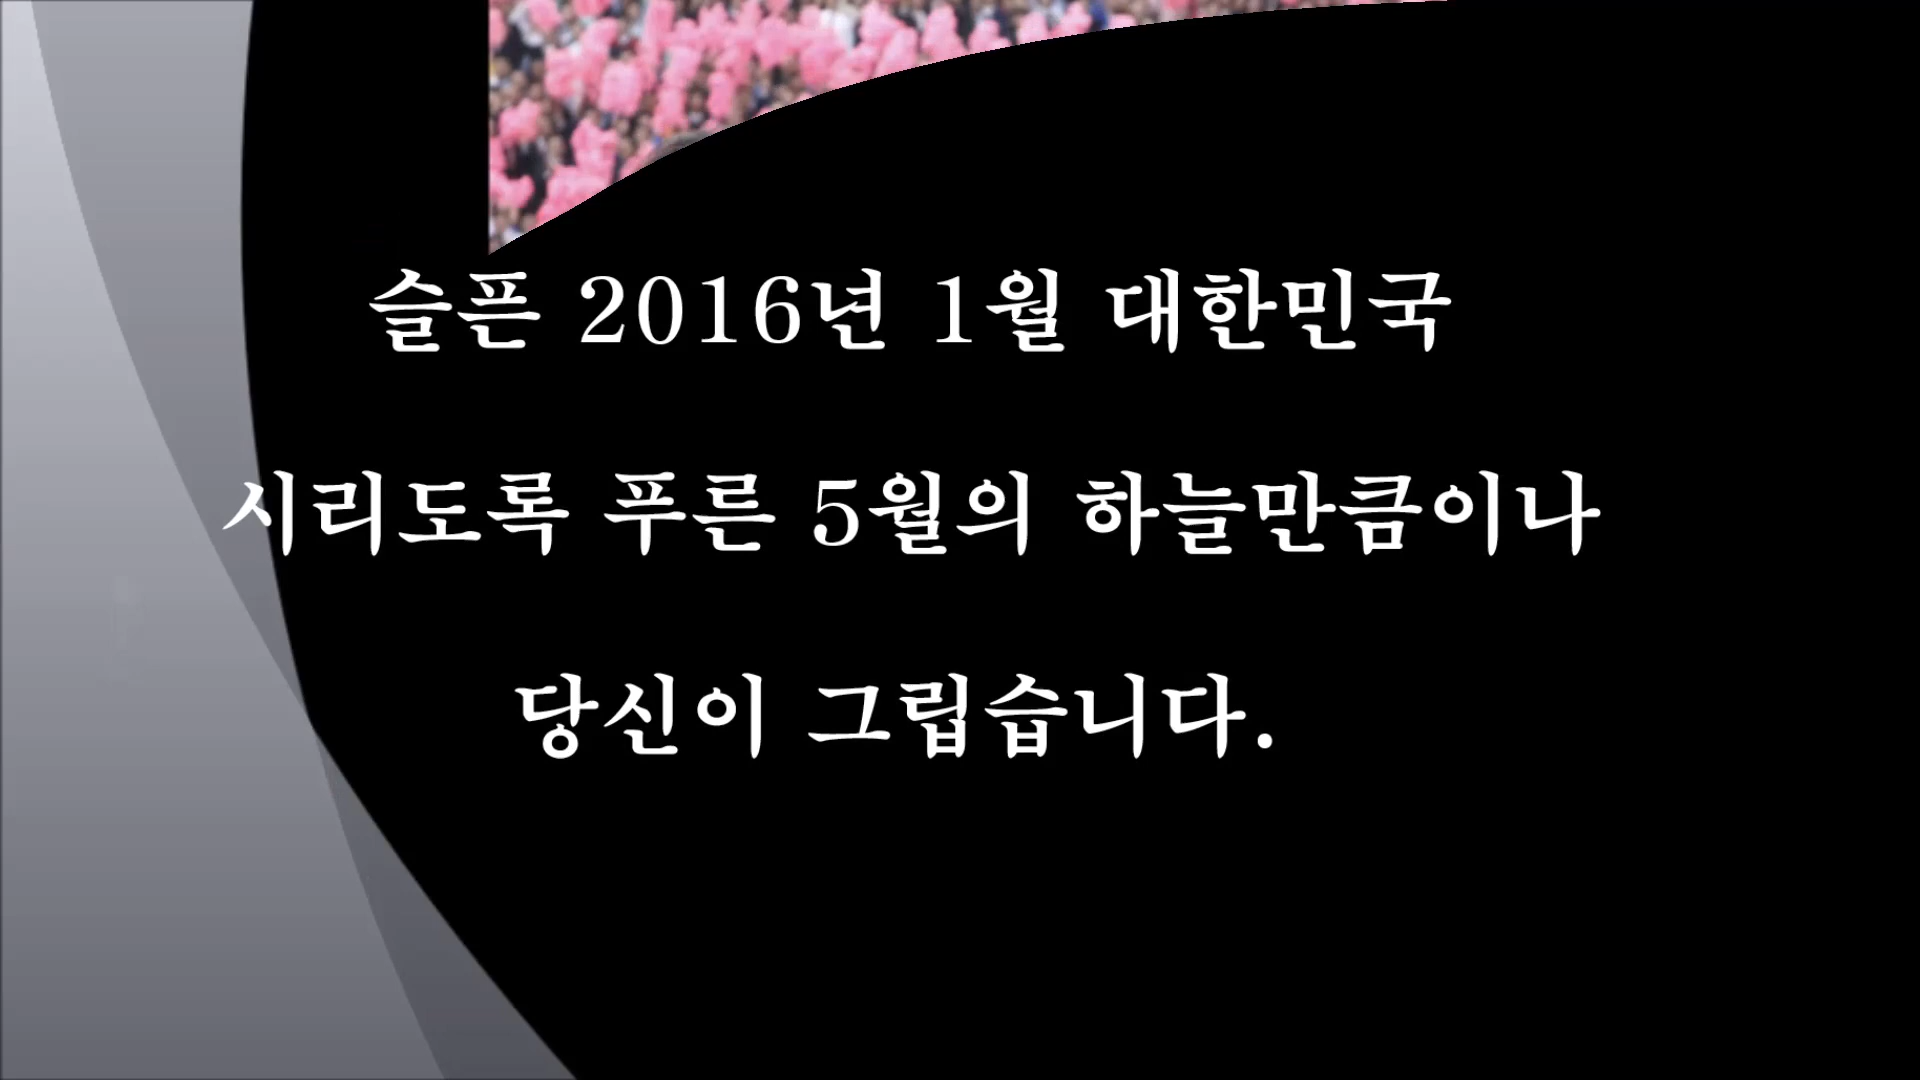 슬픈 2016년 1월 대한민국
시리도록 푸른 5월의 하늘만큼이나
당신이 그립습니다.